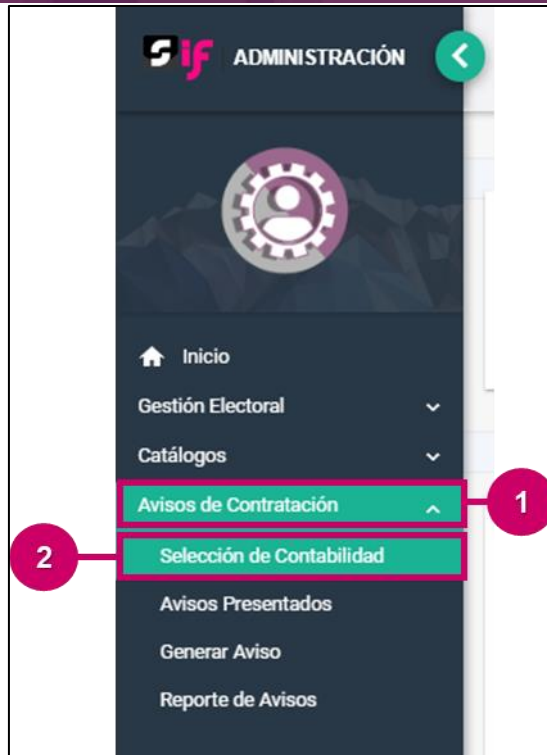 Sif ADMINISTRACIÓN
Inicio
Gestión Electoral
Catálogos
Avisos de Contratación
1
2
Selección de Contabilidad
Avisos Presentados
Generar Aviso
Reporte de Avisos